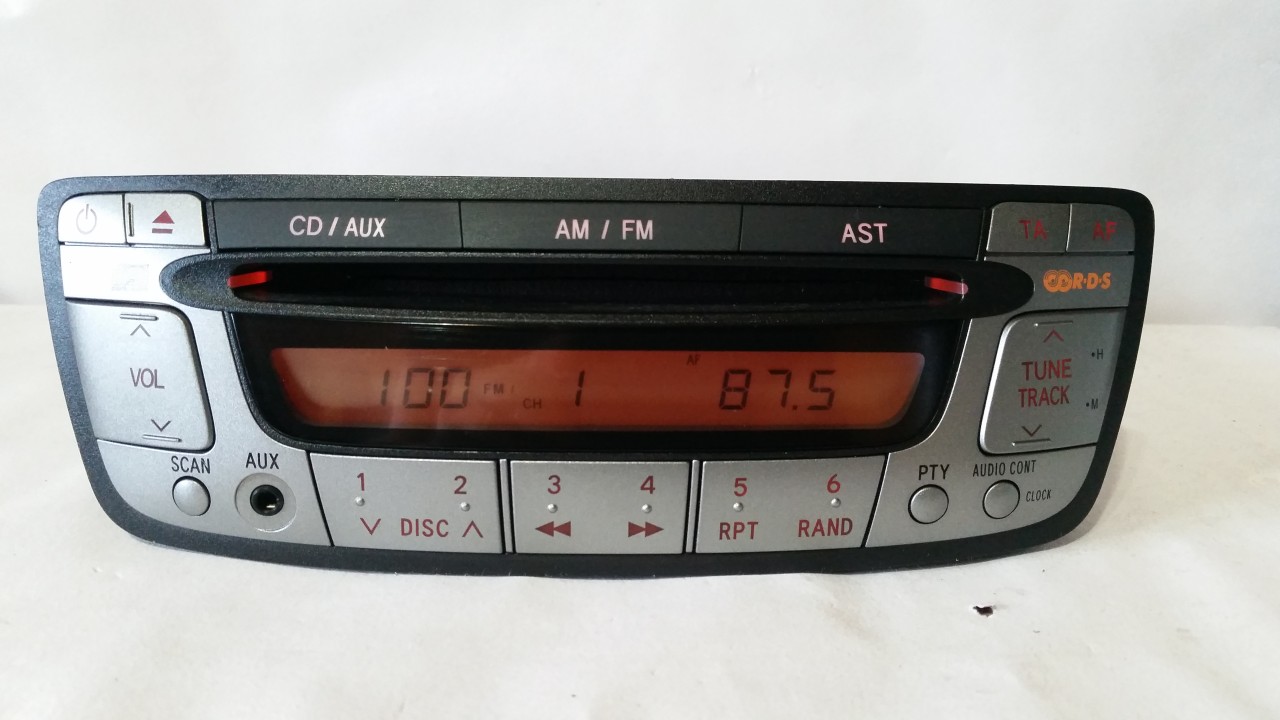 CD / AUX
AM / FM
AST
TA
AF
R·D·S
VOL
100 FM 1 CH 1 AF 87.5
TUNE
TRACK
•H
•M
SCAN
AUX
1
2
DISC
3
4
5
RPT
6
RAND
PTY
AUDIO CONT
CLOCK